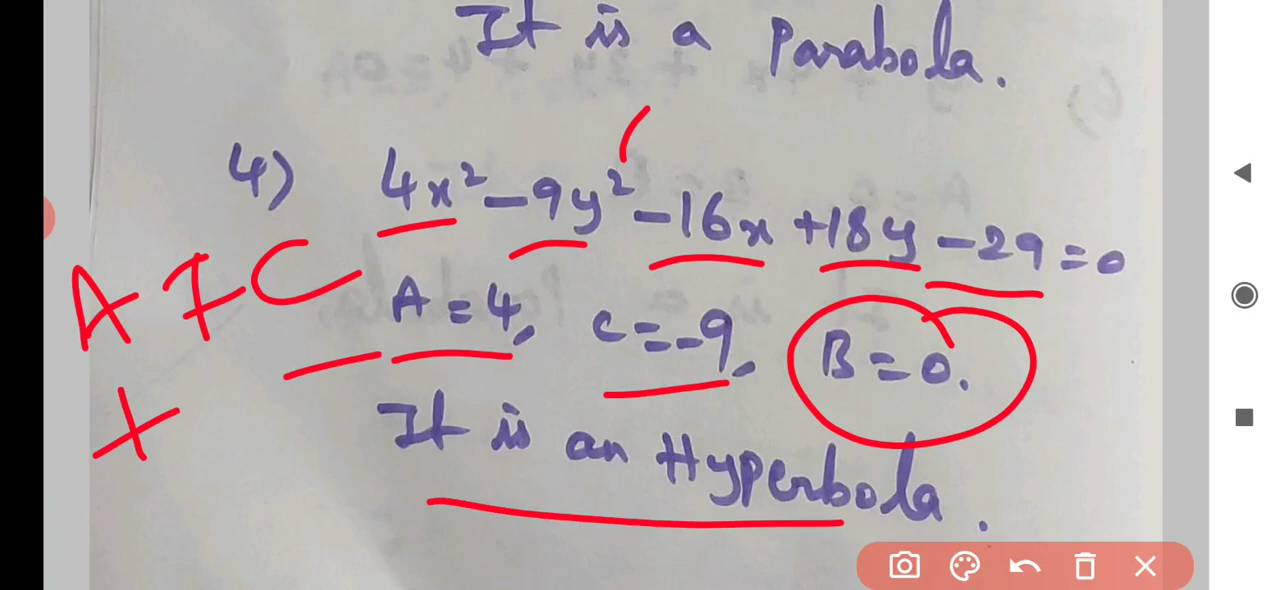 It is a Parabola.
4) 4x² - 9y² - 16x + 18y - 29 = 0
A = 4, C = -9, B = 0.
It is an Hyperbola.